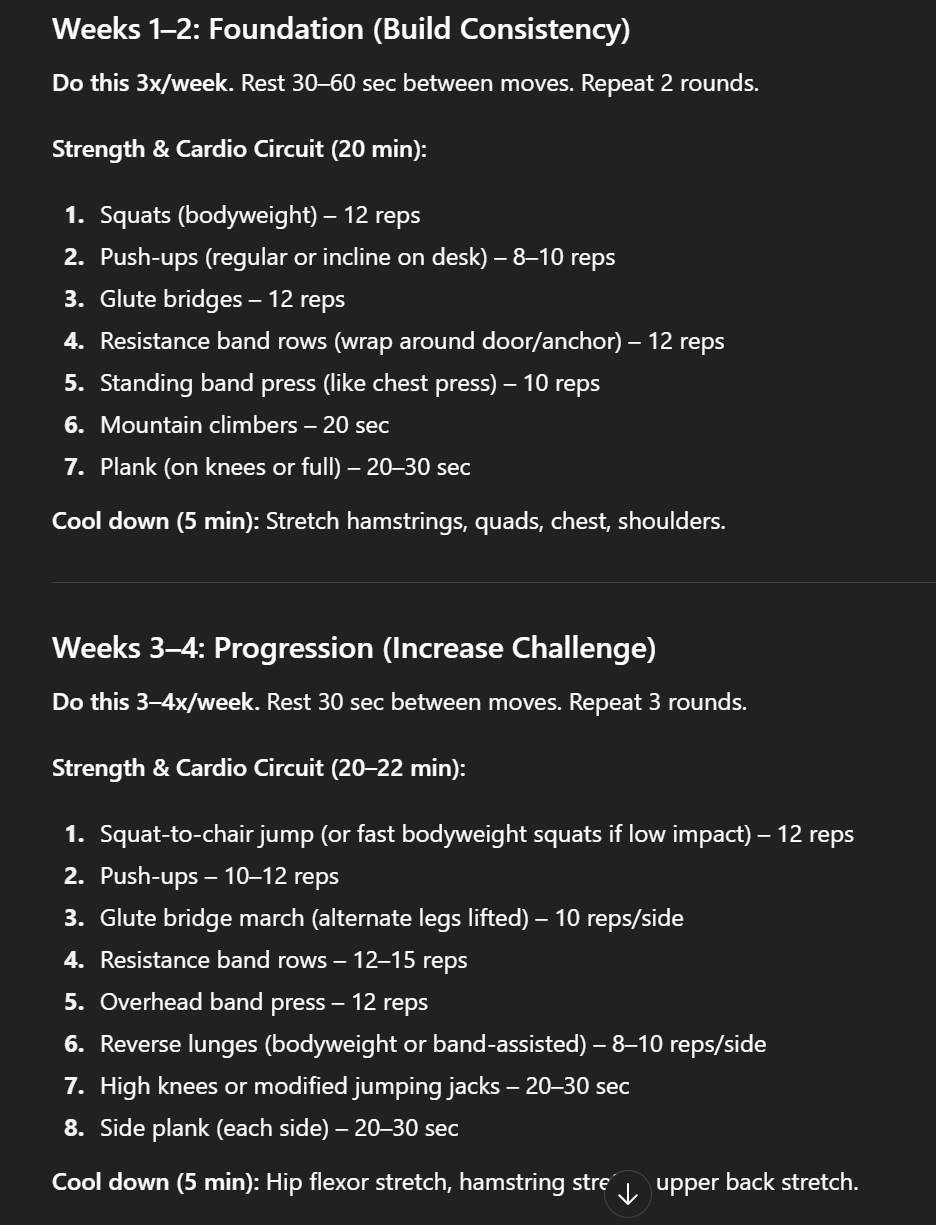 Weeks 1–2: Foundation (Build Consistency)
Do this 3x/week. Rest 30–60 sec between moves. Repeat 2 rounds.
Strength & Cardio Circuit (20 min):
1. Squats (bodyweight) – 12 reps
2. Push-ups (regular or incline on desk) – 8–10 reps
3. Glute bridges – 12 reps
4. Resistance band rows (wrap around door/anchor) – 12 reps
5. Standing band press (like chest press) – 10 reps
6. Mountain climbers – 20 sec
7. Plank (on knees or full) – 20–30 sec
Cool down (5 min): Stretch hamstrings, quads, chest, shoulders.
Weeks 3–4: Progression (Increase Challenge)
Do this 3–4x/week. Rest 30 sec between moves. Repeat 3 rounds.
Strength & Cardio Circuit (20–22 min):
1. Squat-to-chair jump (or fast bodyweight squats if low impact) – 12 reps
2. Push-ups – 10–12 reps
3. Glute bridge march (alternate legs lifted) – 10 reps/side
4. Resistance band rows – 12–15 reps
5. Overhead band press – 12 reps
6. Reverse lunges (bodyweight or band-assisted) – 8–10 reps/side
7. High knees or modified jumping jacks – 20–30 sec
8. Side plank (each side) – 20–30 sec
Cool down (5 min): Hip flexor stretch, hamstring upper back stretch.